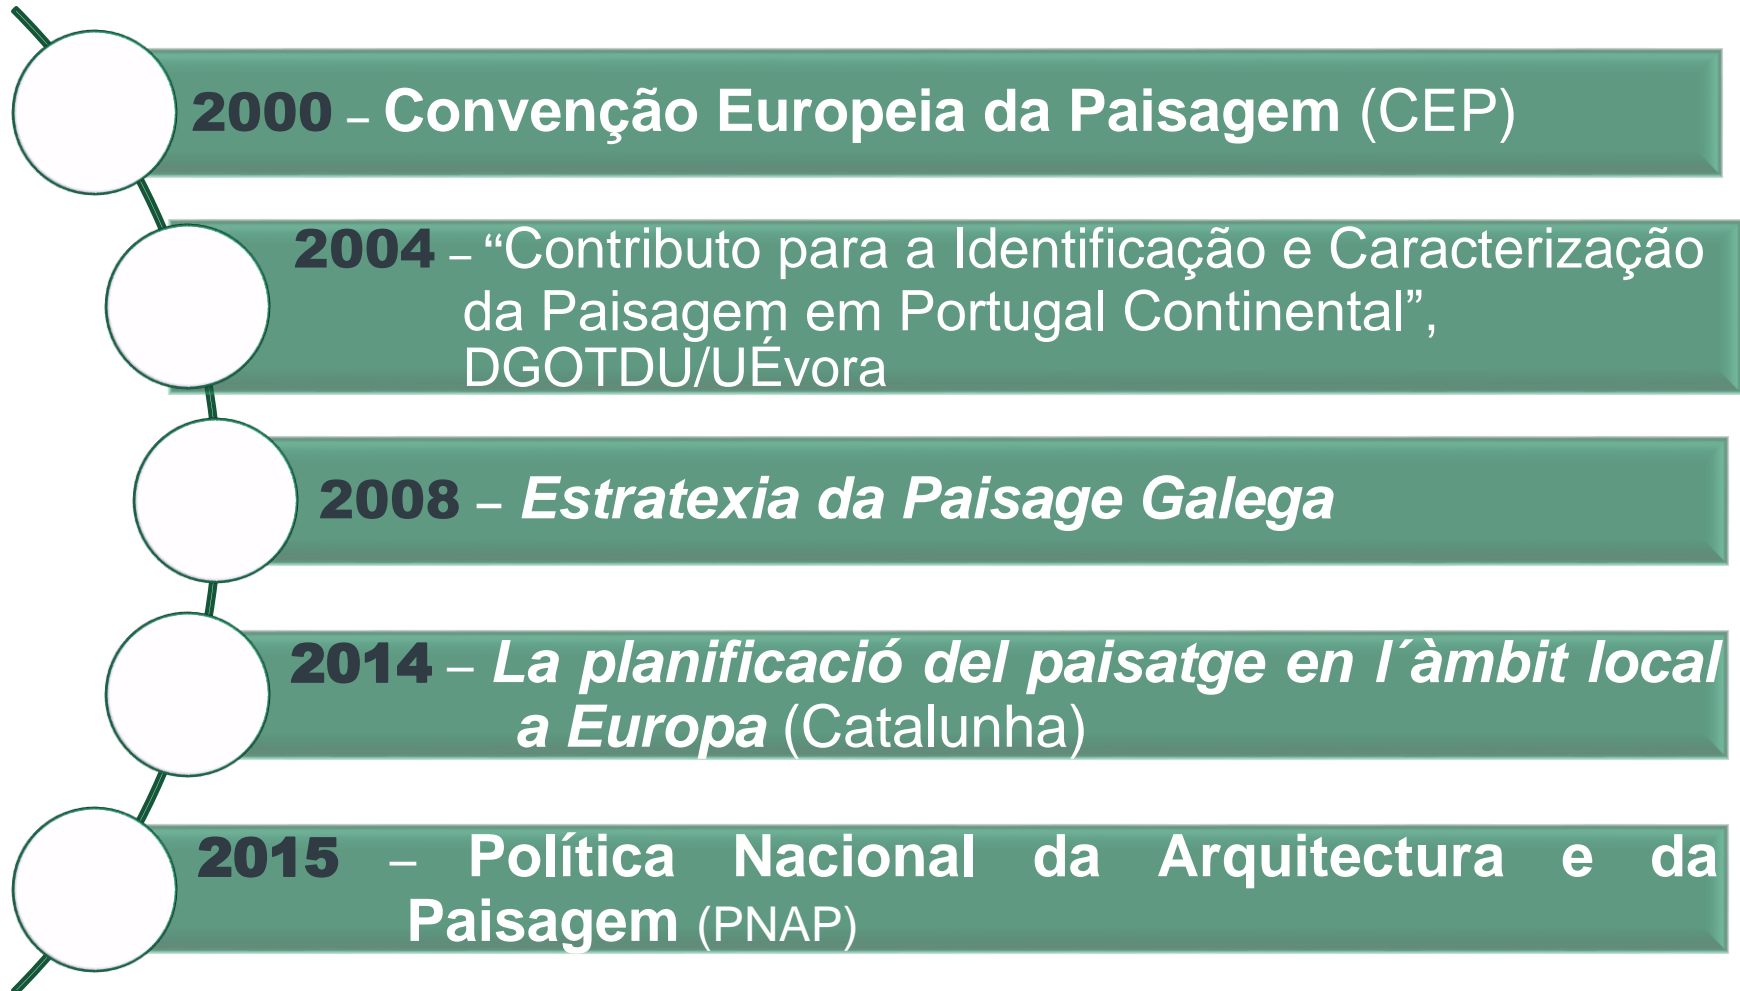 2000 – Convenção Europeia da Paisagem (CEP)
2004 – “Contributo para a Identificação e Caracterização
da Paisagem em Portugal Continental”,
DGOTDU/UÉvora
2008 – Estratexia da Paisage Galega
2014 – La planificació del paisatge en l´àmbit local
a Europa (Catalunha)
2015 – Política Nacional da Arquitectura e da
Paisagem (PNAP)